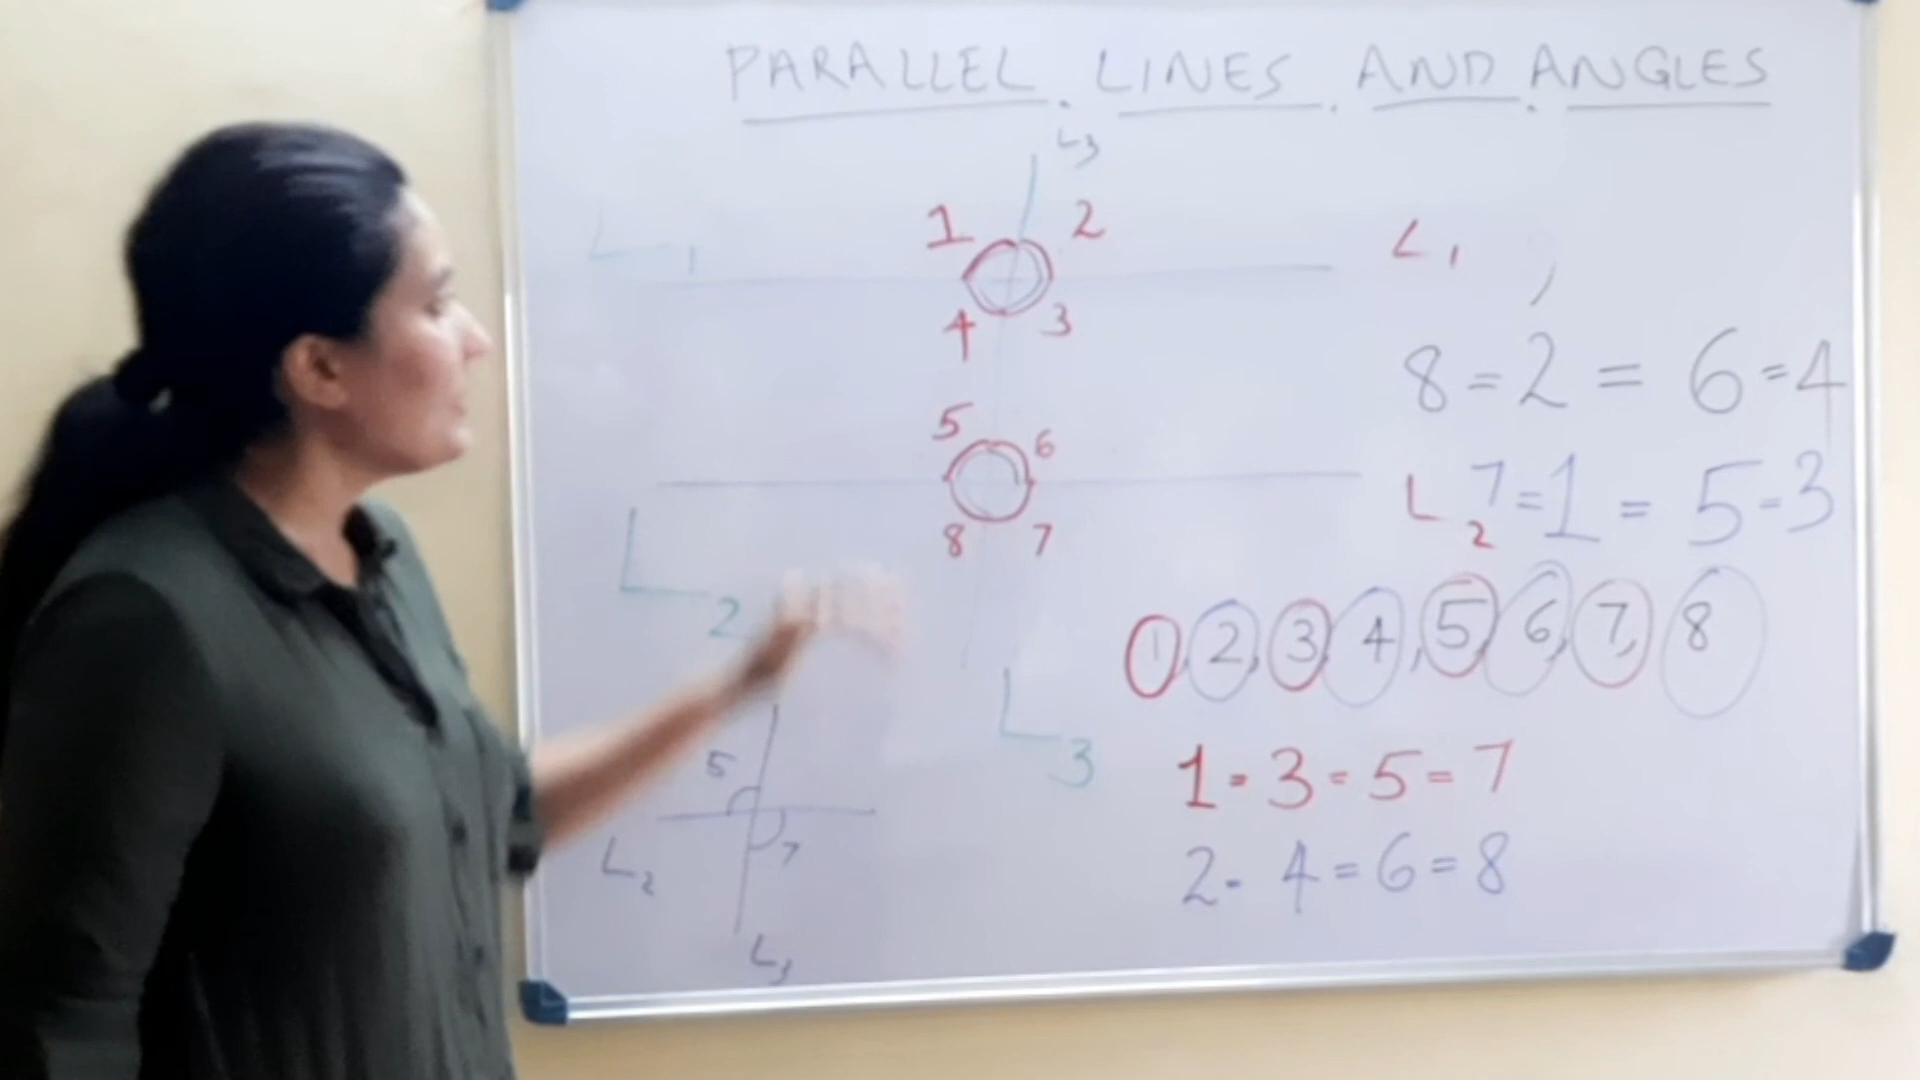 PARALLEL LINES AND ANGLES
L3
L1
1 2
4 3
L1
8 = 2 = 6 = 4
5 6
8 7
L2
7 = 1 = 5 - 3
L2
1, 2, 3, 4, 5, 6, 7, 8
L3
5
7
L2
L3
1 = 3 = 5 = 7
2 = 4 = 6 = 8